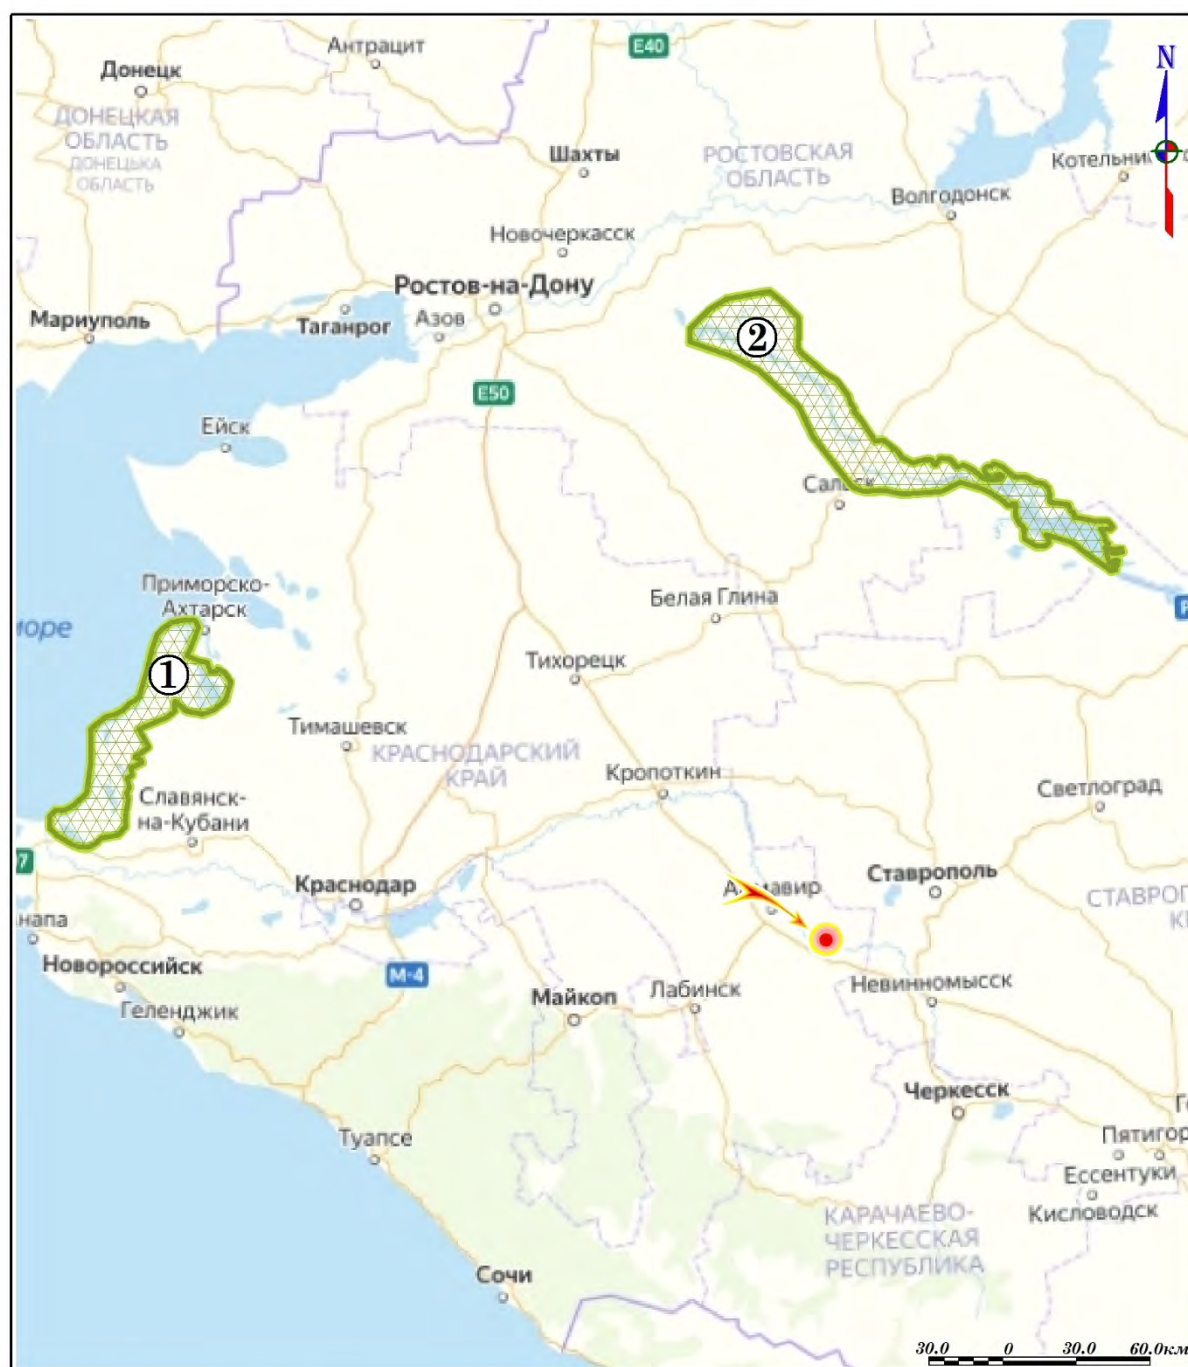 Антрацит
E40
N
Донецк
ДОНЕЦКАЯ
ОБЛАСТЬ
ДОНЕЦЬКА
ОБЛАСТЬ
Шахты
РОСТОВСКАЯ
ОБЛАСТЬ
Волгодонск
Новочеркасск
Ростов-на-Дону
Мариуполь
Таганрог
Азов
2
E50
Ейск
Приморско-
Ахтарск
Белая Глина
море
Тихорецк
1
Тимашевск
КРАСНОДАРСКИЙ
КРАЙ
Кропоткин
Светлоград
Славянск-
на-Кубани
Краснодар
Ставрополь
Новороссийск
М-4
Майкоп
Лабинск
Невинномысск
Геленджик
Черкесск
Туапсе
Ессентуки
КАРАЧАЕВО-
ЧЕРКЕССКАЯ
РЕСПУБЛИКА
Кисловодск
Сочи
30.0 0 30.0 60.0км